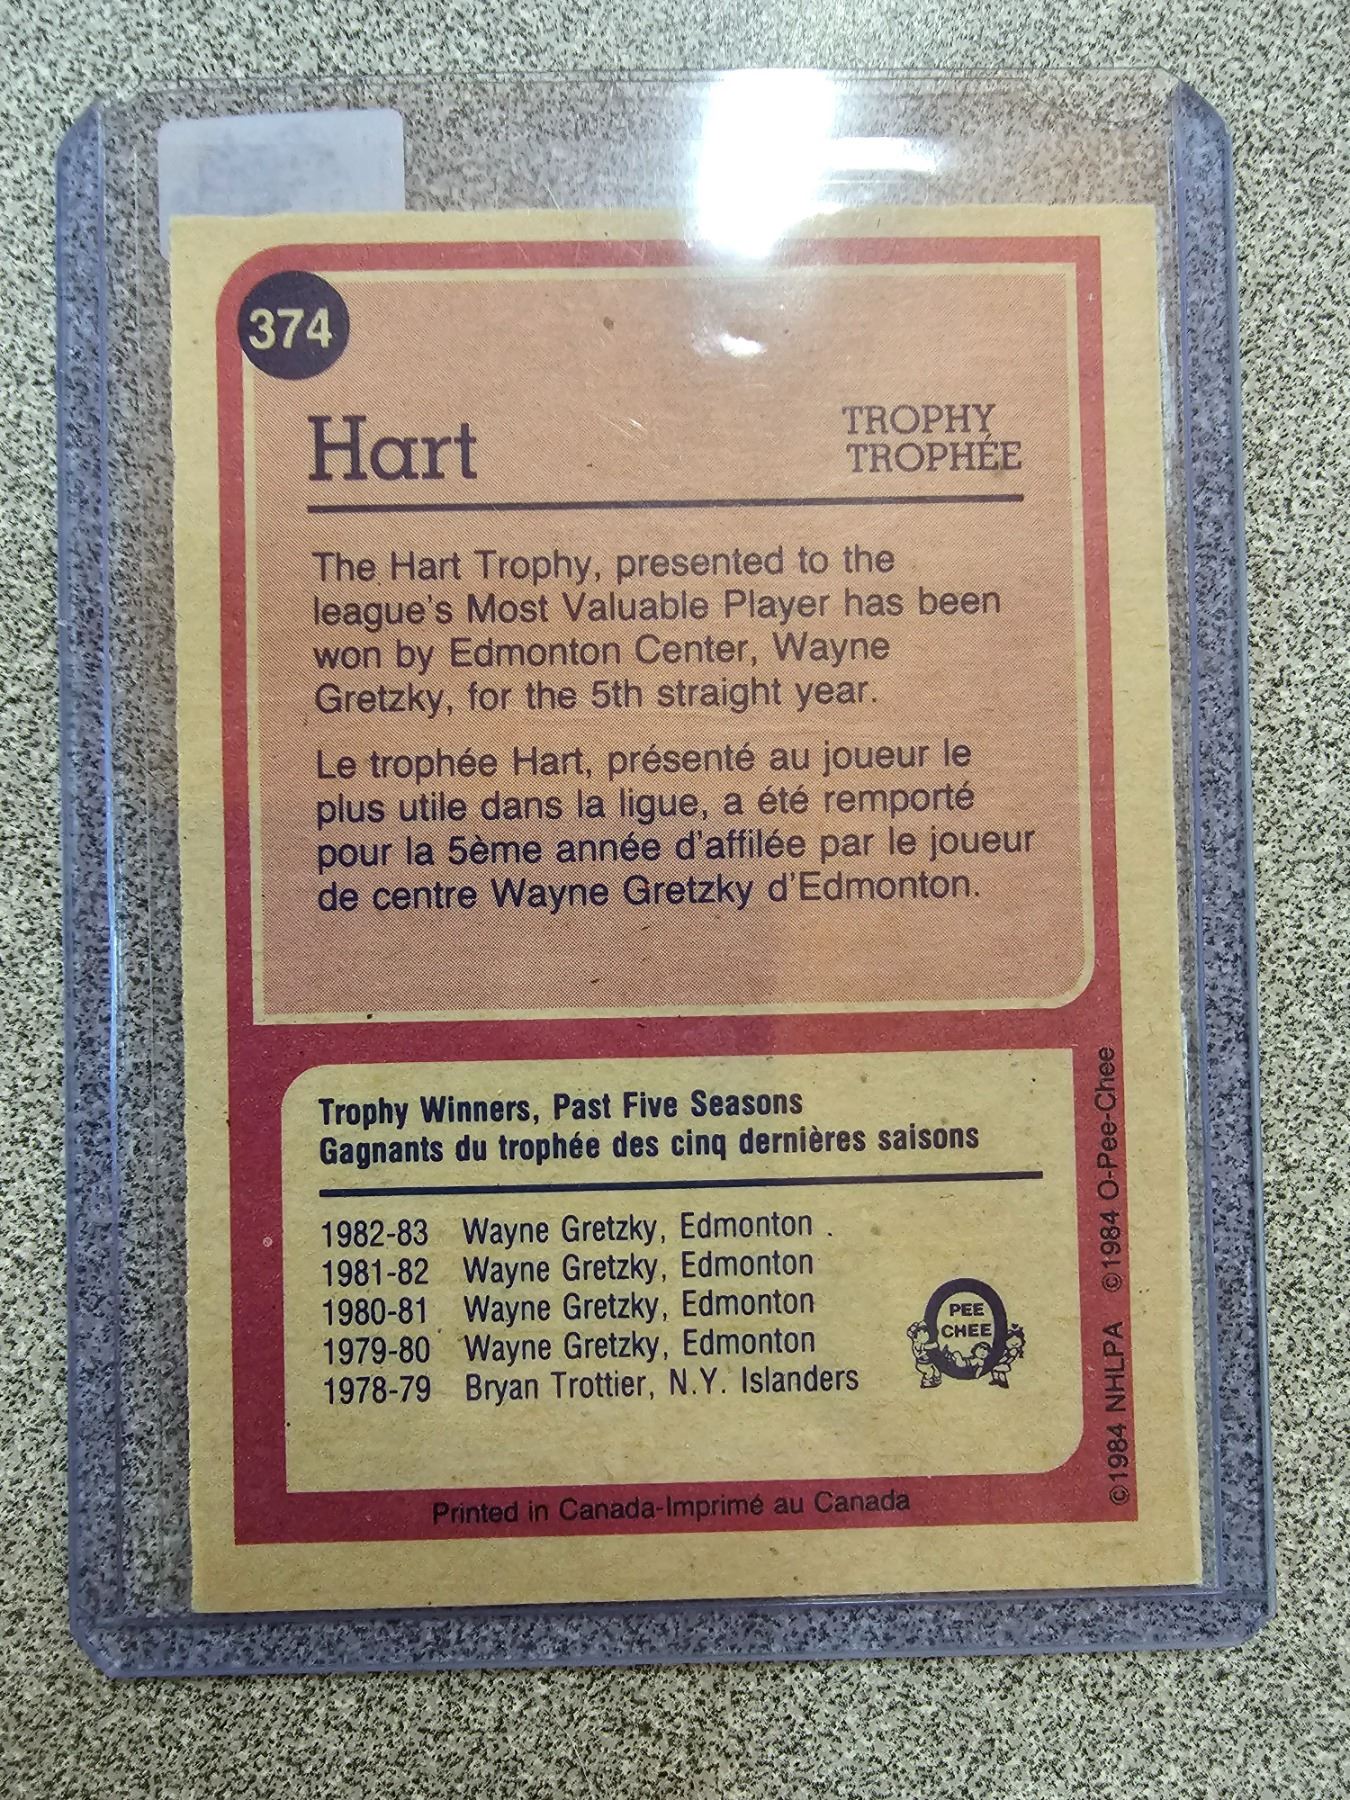 374
Hart
TROPHY
TROPHÉE
The Hart Trophy, presented to the
league's Most Valuable Player has been
won by Edmonton Center, Wayne
Gretzky, for the 5th straight year.
Le trophée Hart, présenté au joueur le
plus utile dans la ligue, a été remporté
pour la 5ème année d'affilée par le joueur
de centre Wayne Gretzky d'Edmonton.
Trophy Winners, Past Five Seasons
Gagnants du trophée des cinq dernières saisons
1982-83 Wayne Gretzky, Edmonton
1981-82 Wayne Gretzky, Edmonton
1980-81 Wayne Gretzky, Edmonton
1979-80 Wayne Gretzky, Edmonton
1978-79 Bryan Trottier, N.Y. Islanders
PEE
CHEE
Printed in Canada-Imprimé au Canada
©1984 NHLPA ©1984 O-Pee-Chee